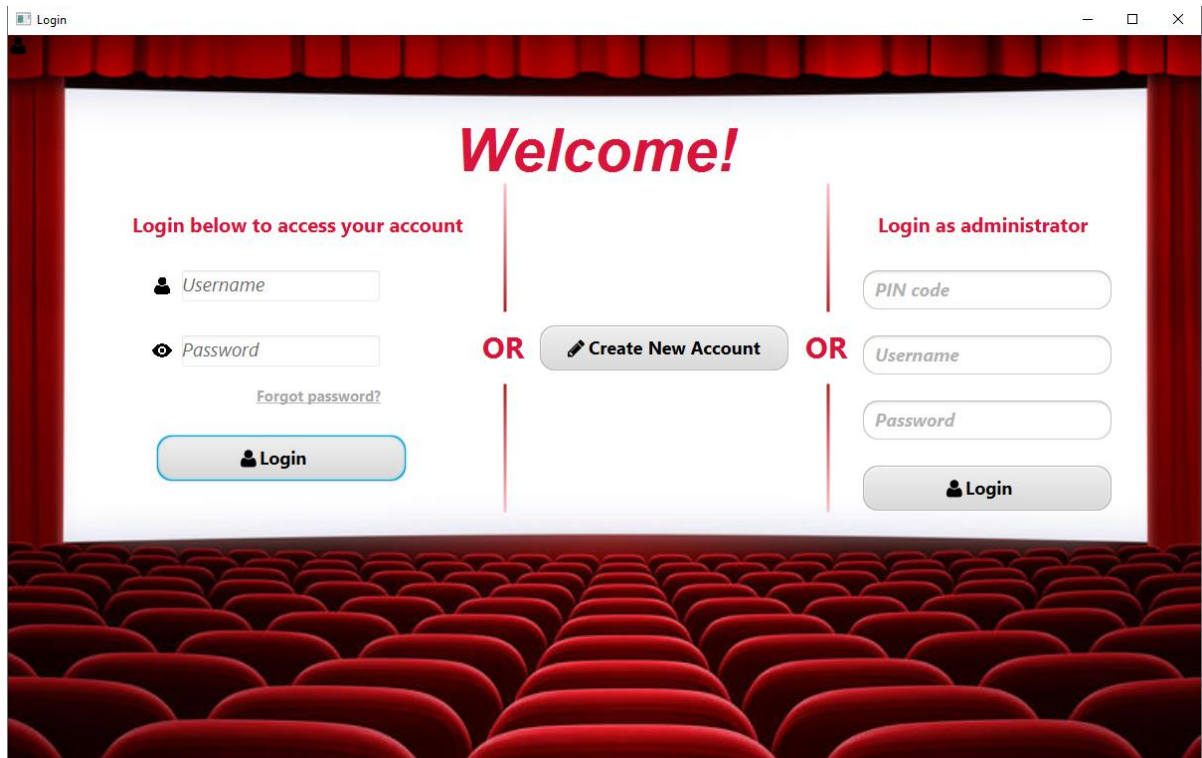 Login
Welcome!
Login below to access your account
Username
Password
Forgot password?
Login
OR
Create New Account
OR
Login as administrator
PIN code
Username
Password
Login